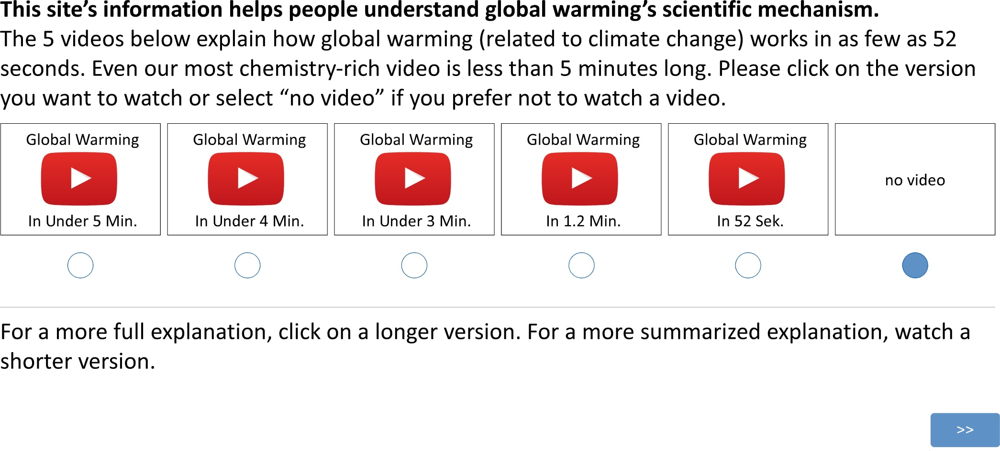 This site’s information helps people understand global warming’s scientific mechanism.
The 5 videos below explain how global warming (related to climate change) works in as few as 52
seconds. Even our most chemistry-rich video is less than 5 minutes long. Please click on the version
you want to watch or select “no video” if you prefer not to watch a video.
Global Warming
In Under 5 Min.
Global Warming
In Under 4 Min.
Global Warming
In Under 3 Min.
Global Warming
In 1.2 Min.
Global Warming
In 52 Sek.
no video
For a more full explanation, click on a longer version. For a more summarized explanation, watch a
shorter version.
>>